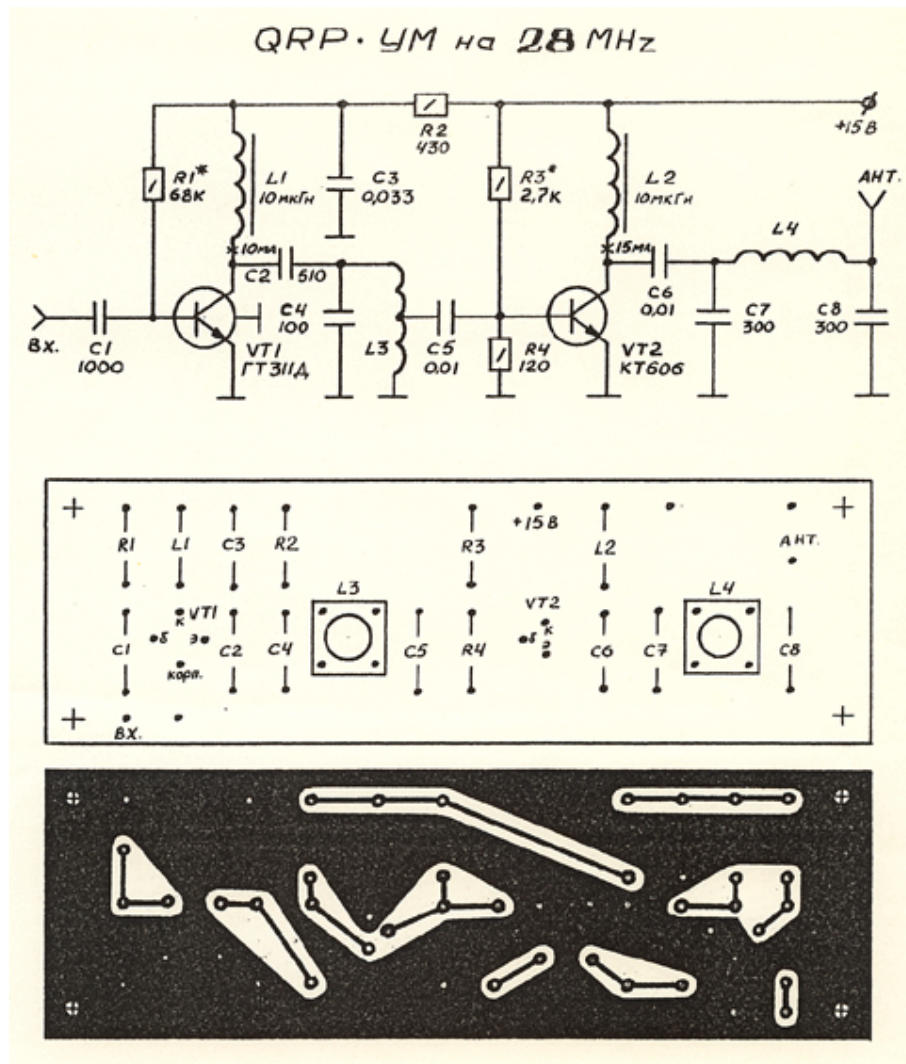 QRP · УМ на 28 MHz
R2
430
+15В
R1*
68К
L1
10мкГн
C3
0,033
R3*
2,7К
L2
10мкГн
АНТ.
L4
10мА
15мА
C2
510
C4
100
L3
C5
0,01
C6
0,01
C7
300
C8
300
ВХ.
C1
1000
VT1
ГТ311Д
R4
120
VT2
КТ606
R1
L1
C3
R2
R3
+15В
L2
АНТ.
L3
L4
C1
VT1
к
б
э
корп.
C2
C4
C5
R4
VT2
б
к
э
C6
C7
C8
ВХ.